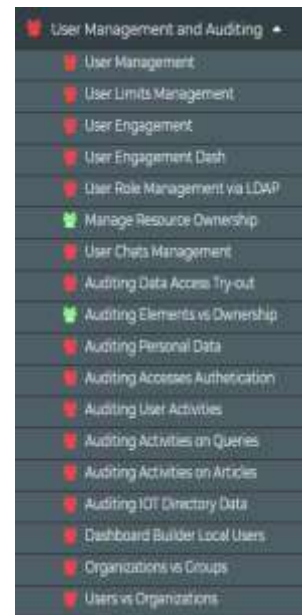 User Management and Auditing
User Management
User Limits Management
User Engagement
User Engagement Dash
User Role Management via LDAP
Manage Resource Ownership
User Chats Management
Auditing Data Access Try-out
Auditing Elements vs Ownership
Auditing Personal Data
Auditing Accesses Authetication
Auditing User Activities
Auditing Activities on Queries
Auditing Activities on Articles
Auditing IOT Directory Data
Dashboard Builder Local Users
Organizations vs Groups
Users vs Organizations